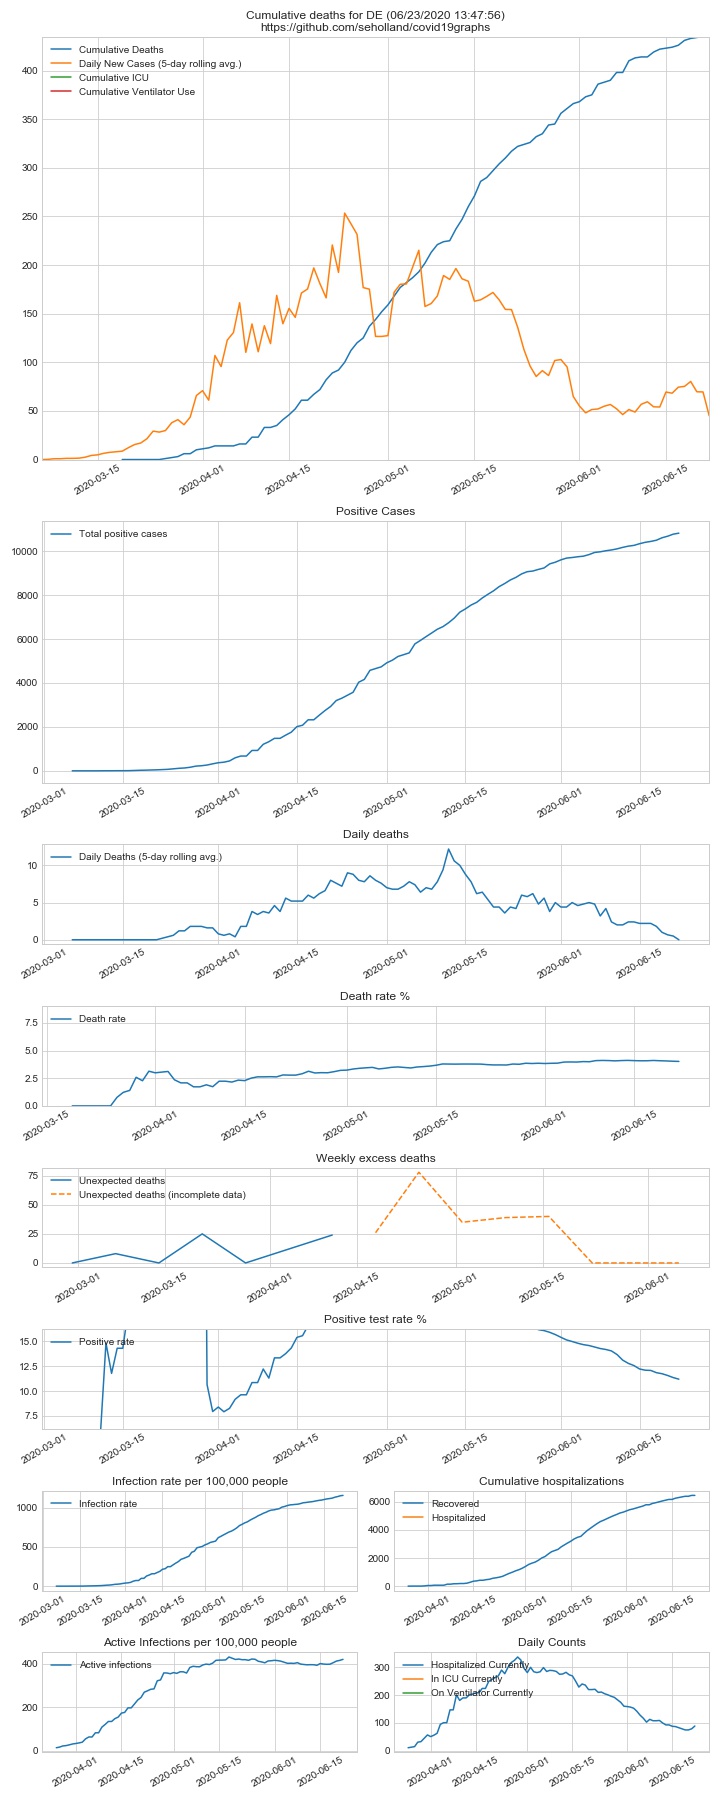 Cumulative deaths for DE (06/23/2020 13:47:56)
https://github.com/seholland/covid19graphs
Cumulative Deaths
Daily New Cases (5-day rolling avg.)
Cumulative ICU
Cumulative Ventilator Use
400
350
300
250
200
150
100
50
0
2020-03-15 2020-04-01 2020-04-15 2020-05-01 2020-05-15 2020-06-01 2020-06-15
Positive Cases
Total positive cases
10000
8000
6000
4000
2000
0
2020-03-01 2020-03-15 2020-04-01 2020-04-15 2020-05-01 2020-05-15 2020-06-01 2020-06-15
Daily deaths
Daily Deaths (5-day rolling avg.)
10
5
0
2020-03-01 2020-03-15 2020-04-01 2020-04-15 2020-05-01 2020-05-15 2020-06-01 2020-06-15
Death rate %
Death rate
7.5
5.0
2.5
0.0
2020-03-15 2020-04-01 2020-04-15 2020-05-01 2020-05-15 2020-06-01 2020-06-15
Weekly excess deaths
Unexpected deaths
Unexpected deaths (incomplete data)
75
50
25
0
2020-03-01 2020-03-15 2020-04-01 2020-04-15 2020-05-01 2020-05-15 2020-06-01
Positive test rate %
Positive rate
15.0
12.5
10.0
7.5
2020-03-01 2020-03-15 2020-04-01 2020-04-15 2020-05-01 2020-05-15 2020-06-01 2020-06-15
Infection rate per 100,000 people
Infection rate
1000
500
0
2020-03-01 2020-03-15 2020-04-01 2020-04-15 2020-05-01 2020-05-15 2020-06-01 2020-06-15
Cumulative hospitalizations
Recovered
Hospitalized
6000
4000
2000
0
2020-04-01 2020-04-15 2020-05-01 2020-05-15 2020-06-01 2020-06-15
Active Infections per 100,000 people
Active infections
400
200
0
2020-04-01 2020-04-15 2020-05-01 2020-05-15 2020-06-01 2020-06-15
Daily Counts
Hospitalized Currently
In ICU Currently
On Ventilator Currently
300
200
100
0
2020-04-01 2020-04-15 2020-05-01 2020-05-15 2020-06-01 2020-06-15